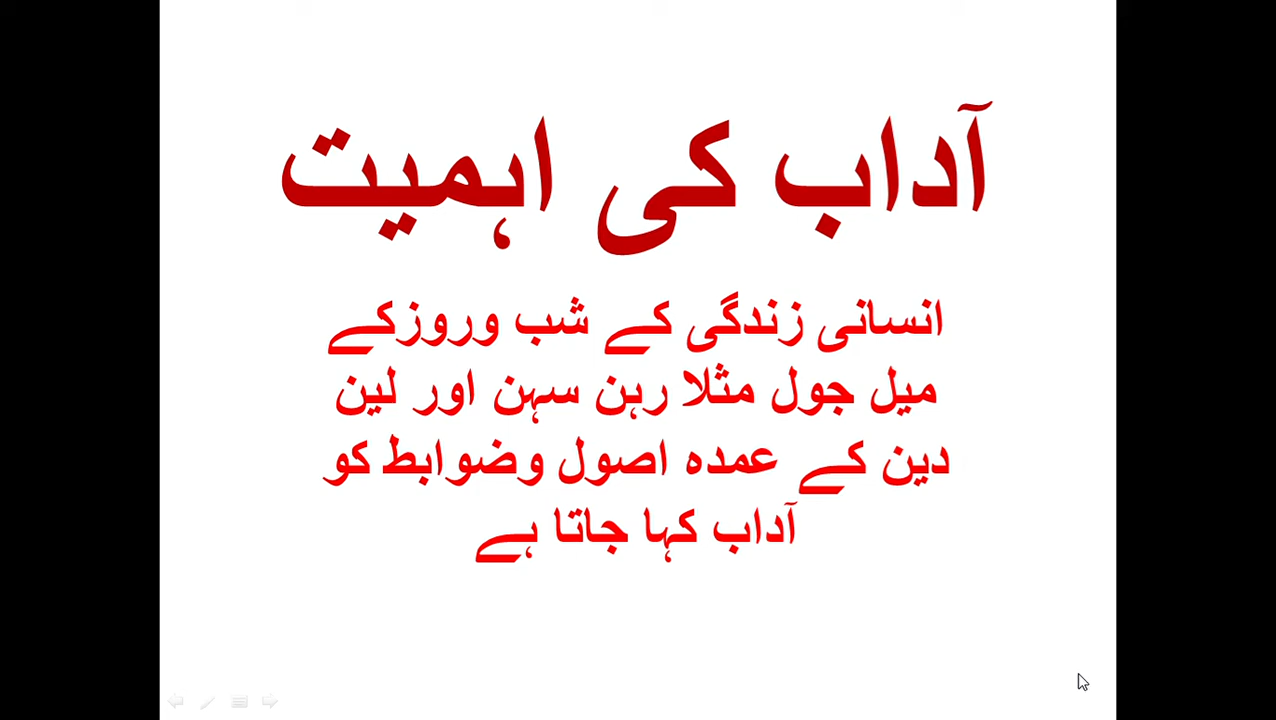 آداب کی اہمیت
انسانی زندگی کے شب وروزکے
میل جول مثلا رہن سہن اور لین
دین کے عمدہ اصول وضوابط کو
آداب کہا جاتا ہے